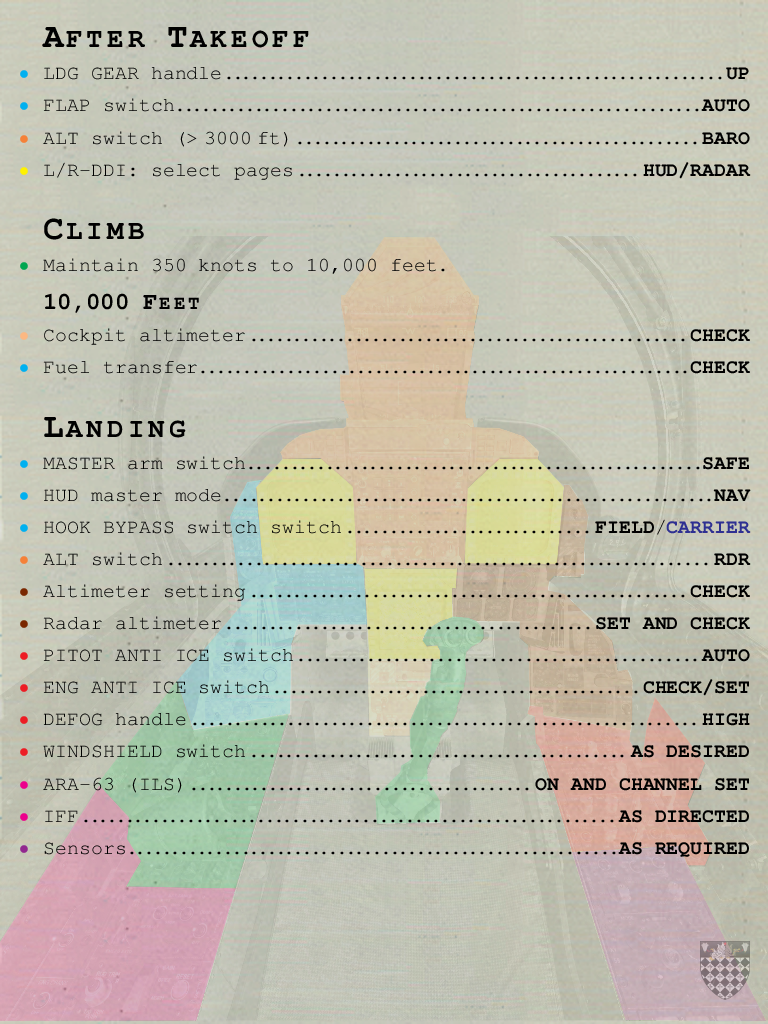 AFTER TAKEOFF
LDG GEAR handle................................................................UP
FLAP switch....................................................................AUTO
ALT switch (> 3000 ft)....................................................BARO
L/R-DDI: select pages...........................................HUD/RADAR
CLIMB
Maintain 350 knots to 10,000 feet.
10,000 FEET
Cockpit altimeter........................................................CHECK
Fuel transfer..............................................................CHECK
LANDING
MASTER arm switch..........................................................SAFE
HUD master mode...............................................................NAV
HOOK BYPASS switch switch...............................FIELD/CARRIER
ALT switch......................................................................RDR
Altimeter setting........................................................CHECK
Radar altimeter...............................................SET AND CHECK
PITOT ANTI ICE switch....................................................AUTO
ENG ANTI ICE switch...............................................CHECK/SET
DEFOG handle.................................................................HIGH
WINDSHIELD switch................................................AS DESIRED
ARA-63 (ILS)...........................................ON AND CHANNEL SET
IFF....................................................................AS DIRECTED
Sensors...............................................................AS REQUIRED